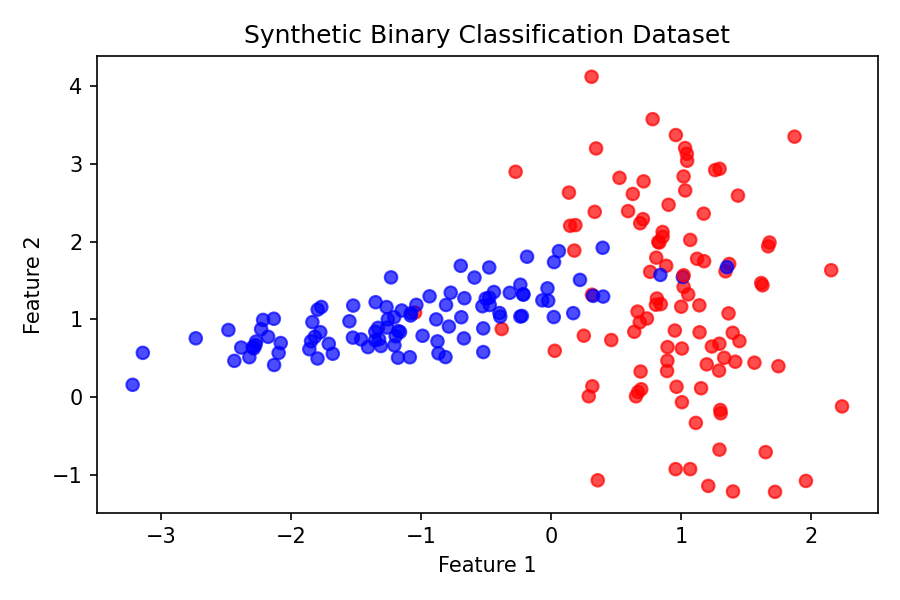 Synthetic Binary Classification Dataset
4
3
2
1
0
−1
Feature 2
−3 −2 −1 0 1 2
Feature 1